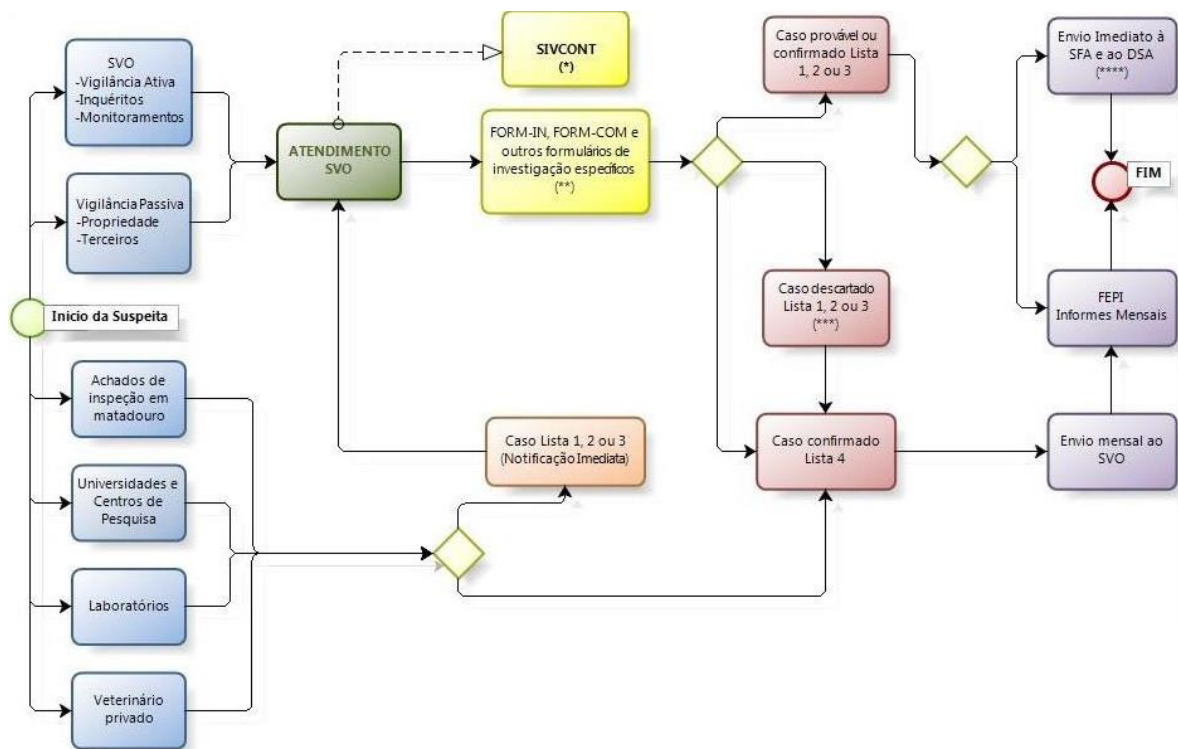 SVO
-Vigilância Ativa
-Inquéritos
-Monitoramentos
Vigilância Passiva
-Propriedade
-Terceiros
Inicio da Suspeita
Achados de
inspeção em
matadouro
Universidades e
Centros de
Pesquisa
Laboratórios
Veterinário
privado
ATENDIMENTO
SVO
SIVCONT
(*)
FORM-IN, FORM-COM e
outros formulários de
investigação específicos
(**)
Caso Lista 1, 2 ou 3
(Notificação Imediata)
Caso provável ou
confirmado Lista
1, 2 ou 3
Caso descartado
Lista 1, 2 ou 3
(***)
Caso confirmado
Lista 4
Envio Imediato à
SFA e ao DSA
(****)
FIM
FEPI
Informes Mensais
Envio mensal ao
SVO